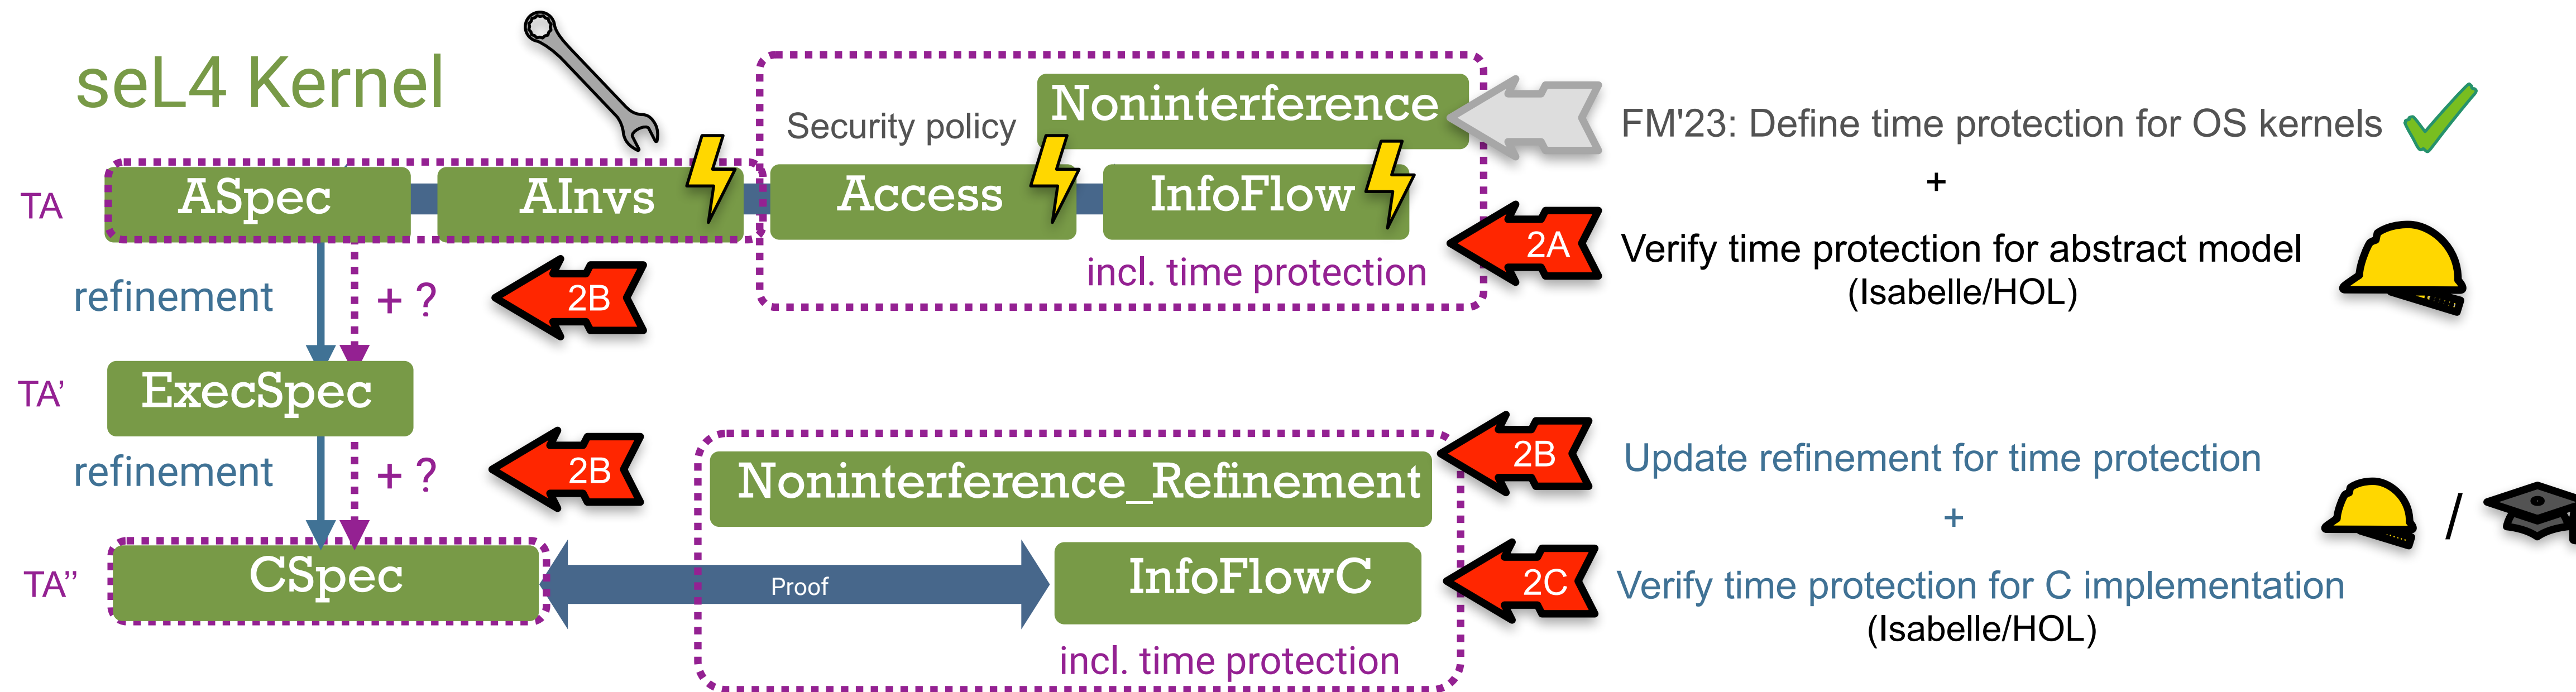 seL4 Kernel
Noninterference
Security policy
FM'23: Define time protection for OS kernels
+
TA
ASpec
AInvs
Access
InfoFlow
2A
Verify time protection for abstract model
(Isabelle/HOL)
incl. time protection
refinement
+ ?
2B
TA'
ExecSpec
refinement
+ ?
2B
Noninterference_Refinement
2B
Update refinement for time protection
+
/
TA''
CSpec
Proof
InfoFlowC
2C
Verify time protection for C implementation
(Isabelle/HOL)
incl. time protection